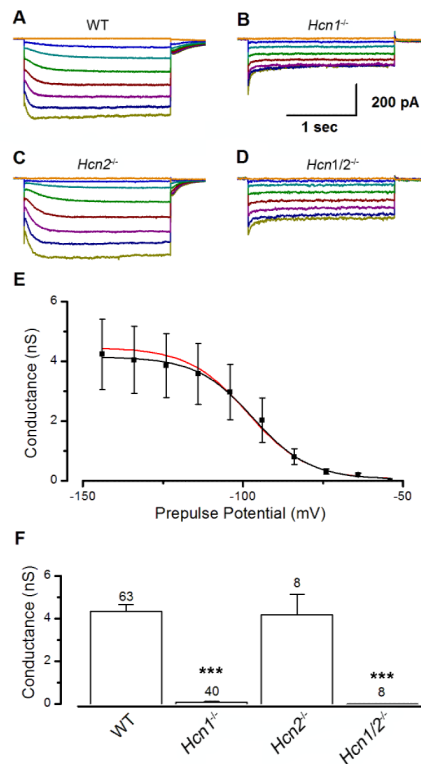 A
WT
B
Hcn1-/-
200 pA
1 sec
C
Hcn2-/-
D
Hcn1/2-/-
E
6
4
2
0
Conductance (nS)
-150
-100
-50
Prepulse Potential (mV)
F
6
4
2
0
Conductance (nS)
63
***
40
8
***
8
WT
Hcn1-/-
Hcn2-/-
Hcn1/2-/-